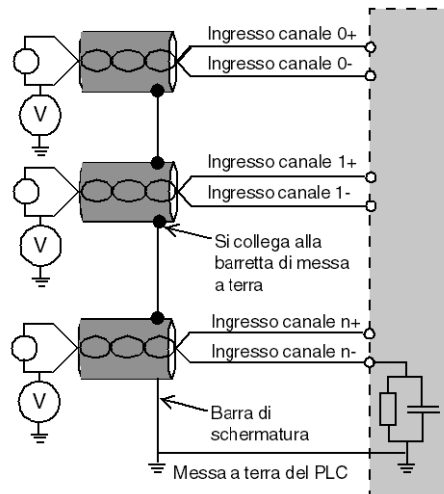 Ingresso canale 0+
Ingresso canale 0-
V
Ingresso canale 1+
Ingresso canale 1-
V
Si collega alla
barretta di messa
a terra
Ingresso canale n+
Ingresso canale n-
V
Barra di
schermatura
Messa a terra del PLC